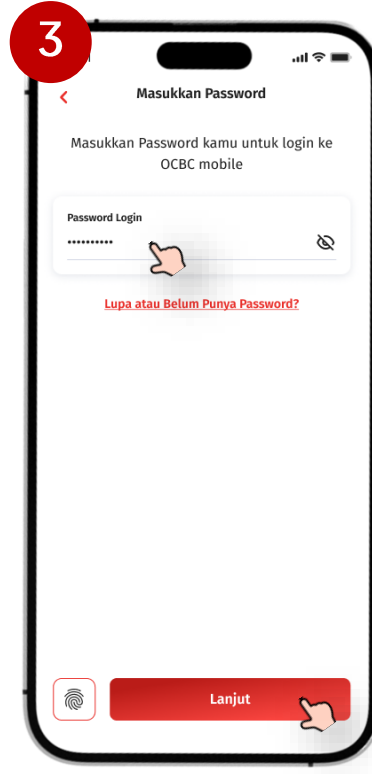 3
Masukkan Password
Masukkan Password kamu untuk login ke
OCBC mobile
Password Login
••••••••••
Lupa atau Belum Punya Password?
Lanjut